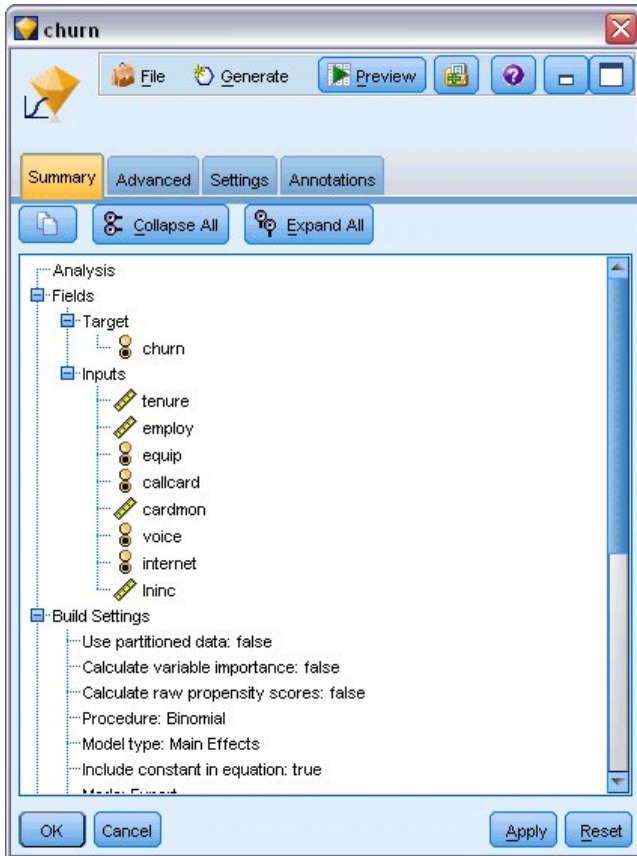 churn
File Generate Preview
Summary Advanced Settings Annotations
Collapse All Expand All
Analysis
Fields
Target
churn
Inputs
tenure
employ
equip
callcard
cardmon
voice
internet
lninc
Build Settings
Use partitioned data: false
Calculate variable importance: false
Calculate raw propensity scores: false
Procedure: Binomial
Model type: Main Effects
Include constant in equation: true
OK Cancel Apply Reset